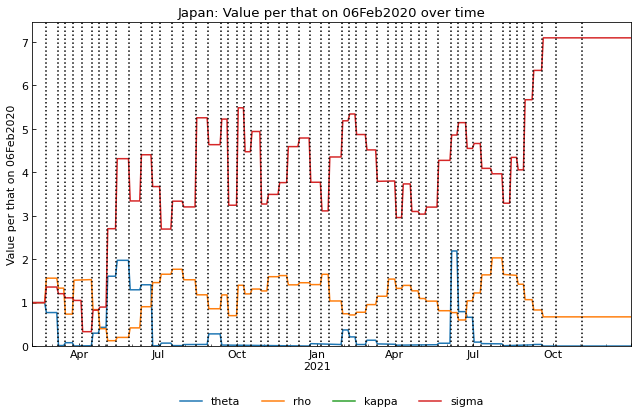 Japan: Value per that on 06Feb2020 over time
Value per that on 06Feb2020
7
6
5
4
3
2
1
0
Apr
Jul
Oct
Jan
2021
Apr
Jul
Oct
theta
rho
kappa
sigma